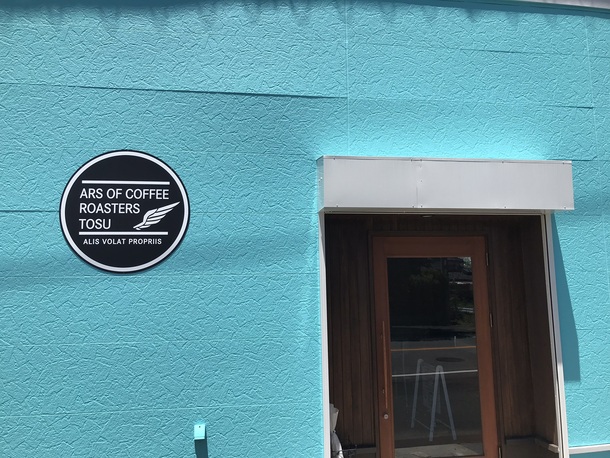 ARS OF COFFEE
ROASTERS
TOSU
ALIS VOLAT PROPRIIS